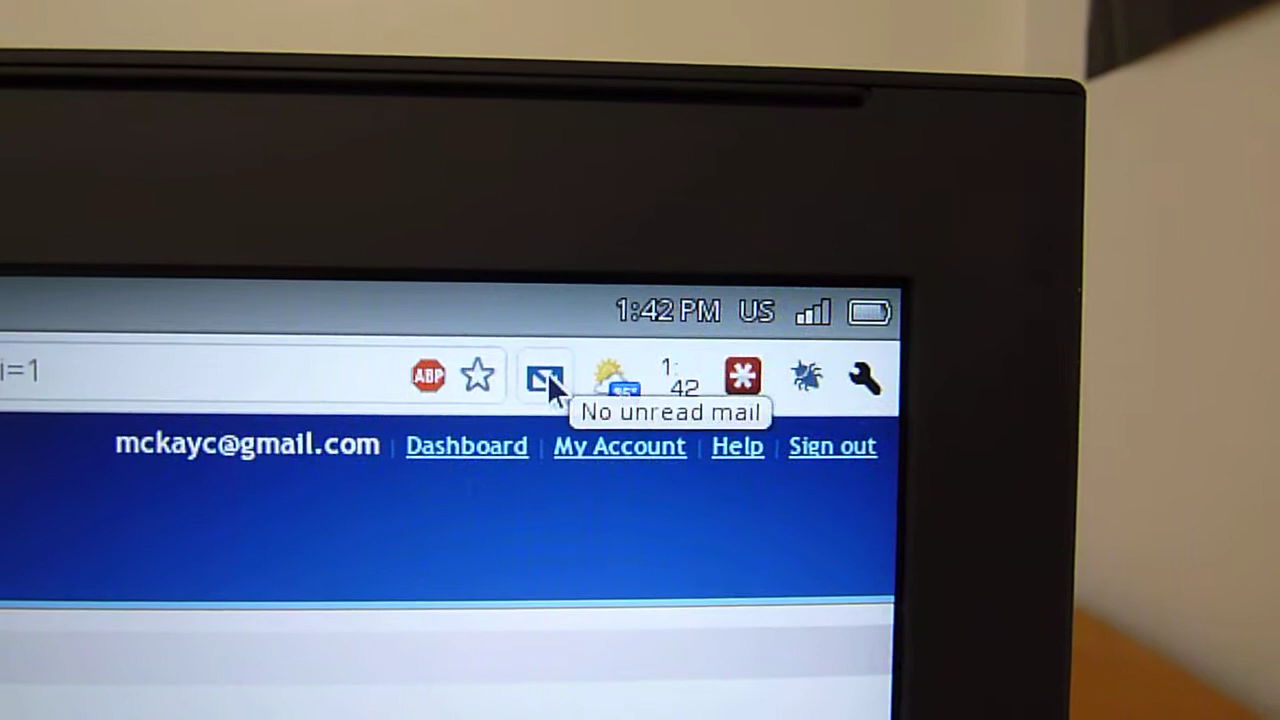 1:42 PM US
i=1
ABP
1:
42
No unread mail
mckayc@gmail.com | Dashboard | My Account | Help | Sign out